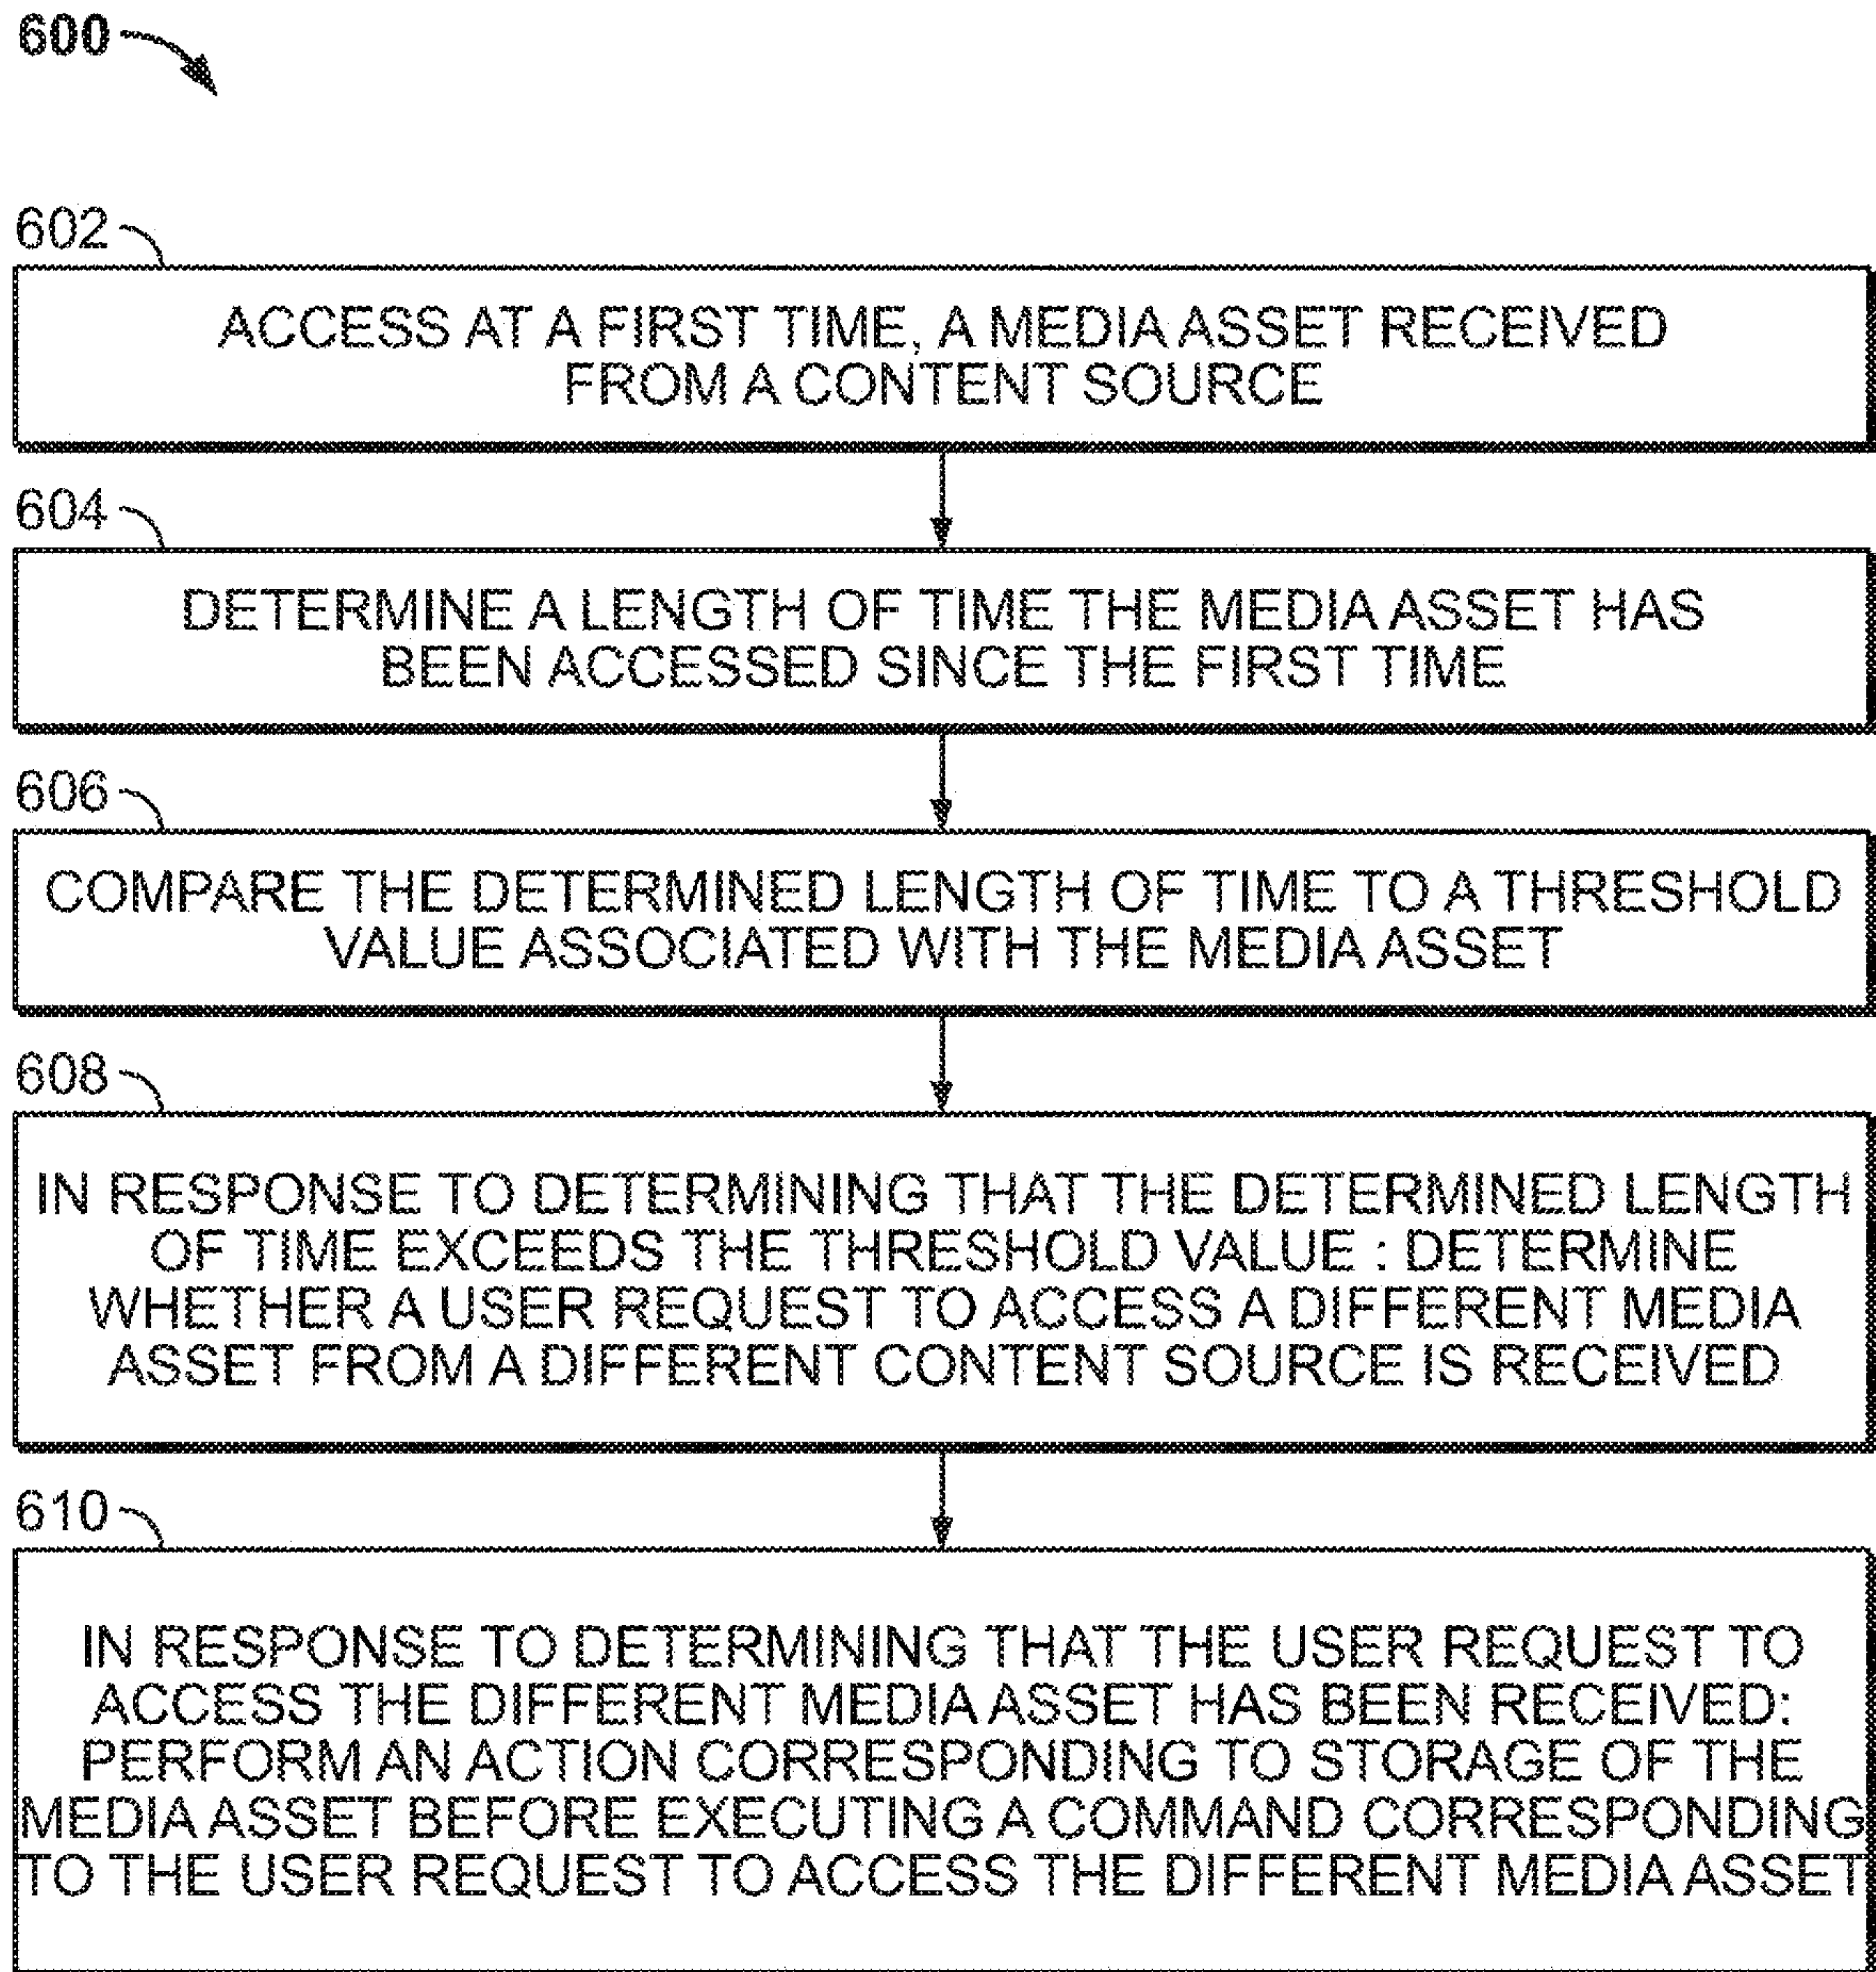 600
602
ACCESS AT A FIRST TIME, A MEDIA ASSET RECEIVED
FROM A CONTENT SOURCE
604
DETERMINE A LENGTH OF TIME THE MEDIA ASSET HAS
BEEN ACCESSED SINCE THE FIRST TIME
606
COMPARE THE DETERMINED LENGTH OF TIME TO A THRESHOLD
VALUE ASSOCIATED WITH THE MEDIA ASSET
608
IN RESPONSE TO DETERMINING THAT THE DETERMINED LENGTH
OF TIME EXCEEDS THE THRESHOLD VALUE : DETERMINE
WHETHER A USER REQUEST TO ACCESS A DIFFERENT MEDIA
ASSET FROM A DIFFERENT CONTENT SOURCE IS RECEIVED
610
IN RESPONSE TO DETERMINING THAT THE USER REQUEST TO
ACCESS THE DIFFERENT MEDIA ASSET HAS BEEN RECEIVED:
PERFORM AN ACTION CORRESPONDING TO STORAGE OF THE
MEDIA ASSET BEFORE EXECUTING A COMMAND CORRESPONDING
TO THE USER REQUEST TO ACCESS THE DIFFERENT MEDIA ASSET